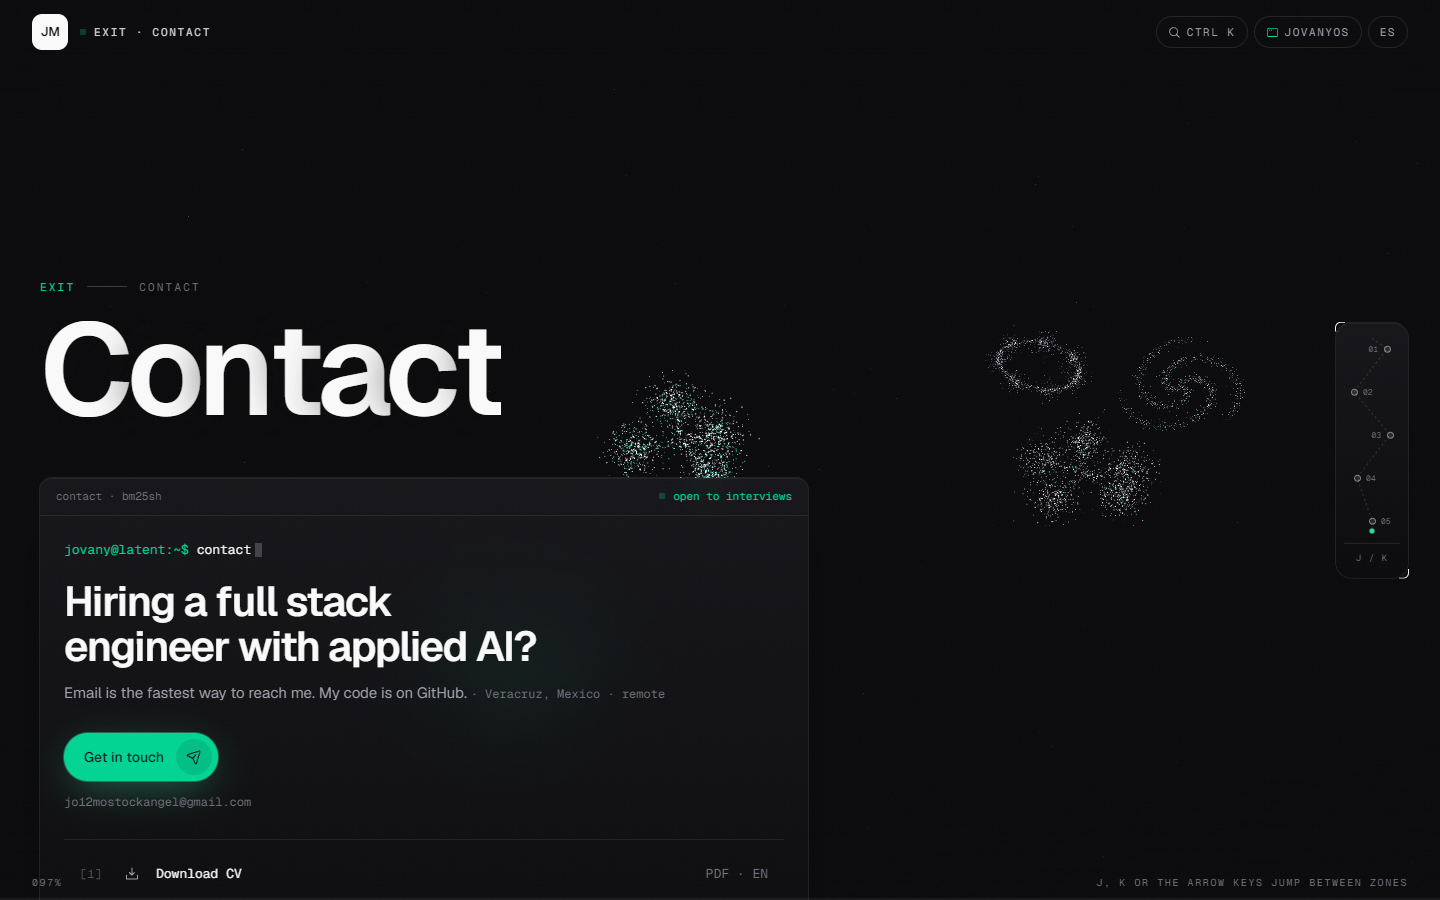 JM EXIT · CONTACT
CTRL K
JOVANYOS
ES
EXIT CONTACT
Contact
contact · bm25sh
open to interviews
jovany@latent:~$ contact
Hiring a full stack
engineer with applied AI?
Email is the fastest way to reach me. My code is on GitHub. · Veracruz, Mexico · remote
Get in touch
jo12mostockangel@gmail.com
[1] Download CV PDF · EN
01
02
03
04
05
J / K
097%
J, K OR THE ARROW KEYS JUMP BETWEEN ZONES